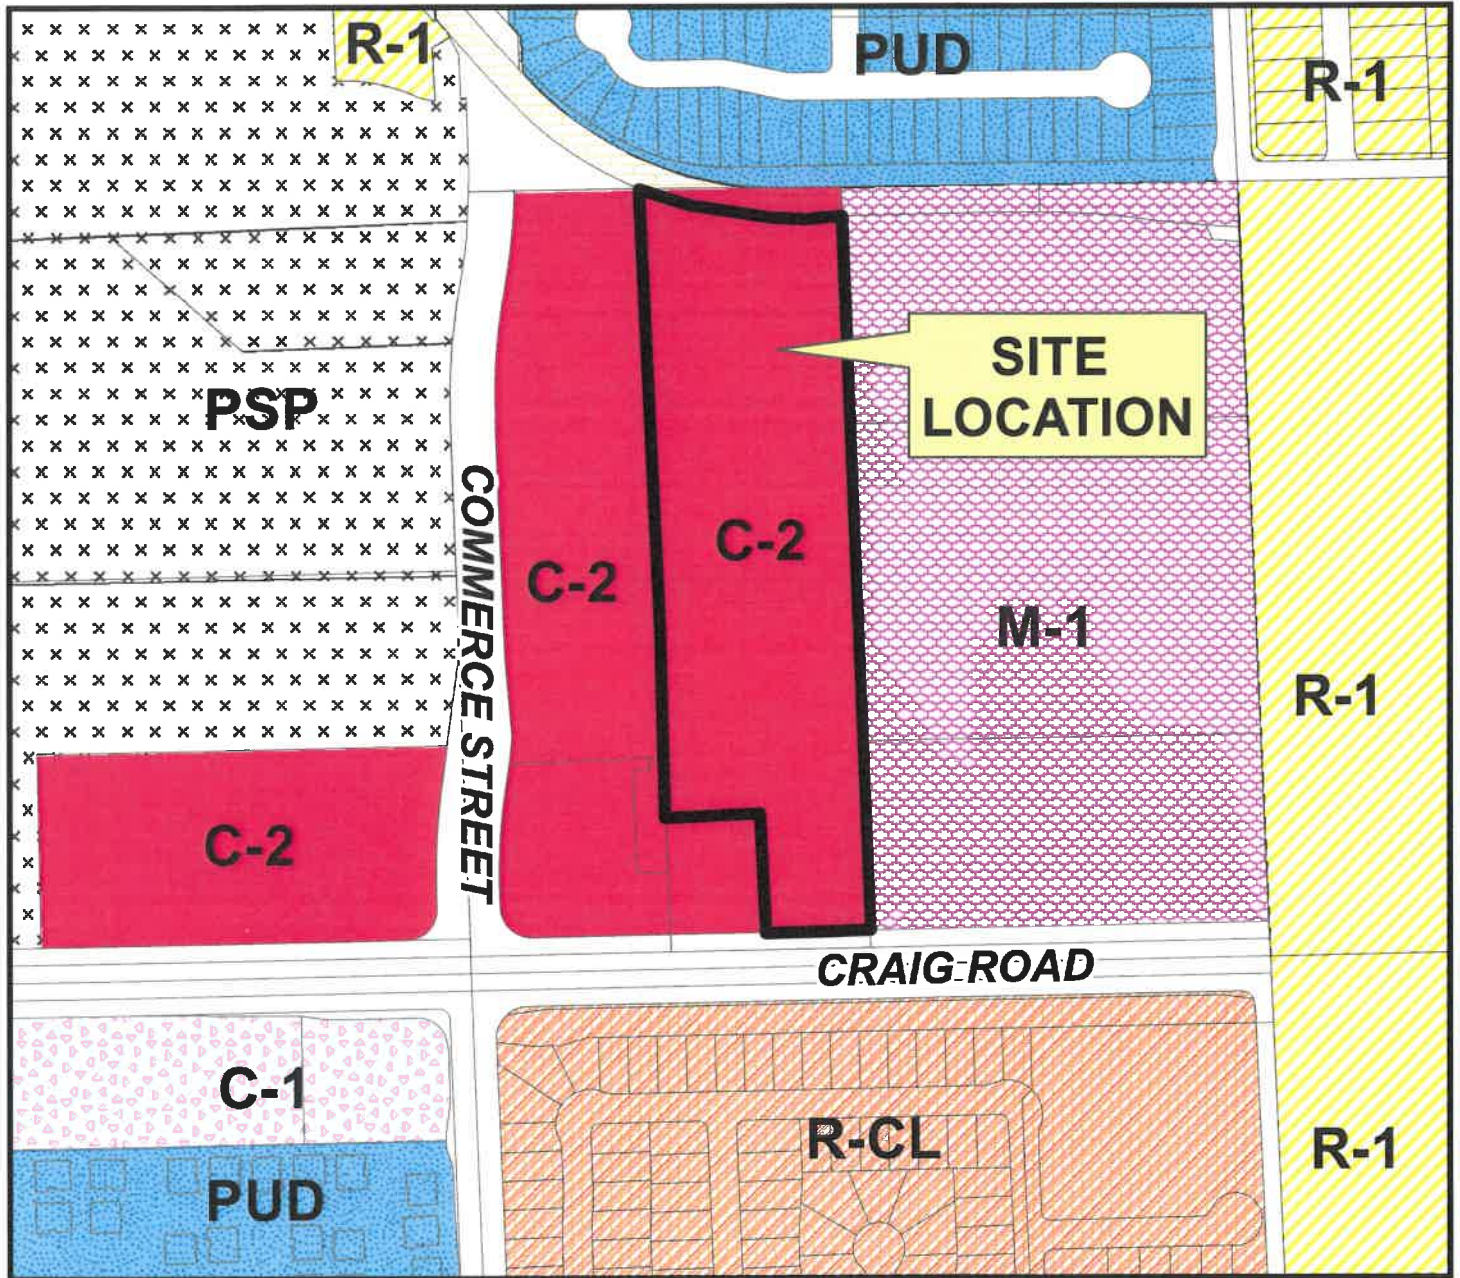 R-1
PUD
R-1
SITE
LOCATION
PSP
COMMERCE STREET
C-2
C-2
M-1
R-1
C-2
CRAIG ROAD
C-1
R-CL
R-1
PUD